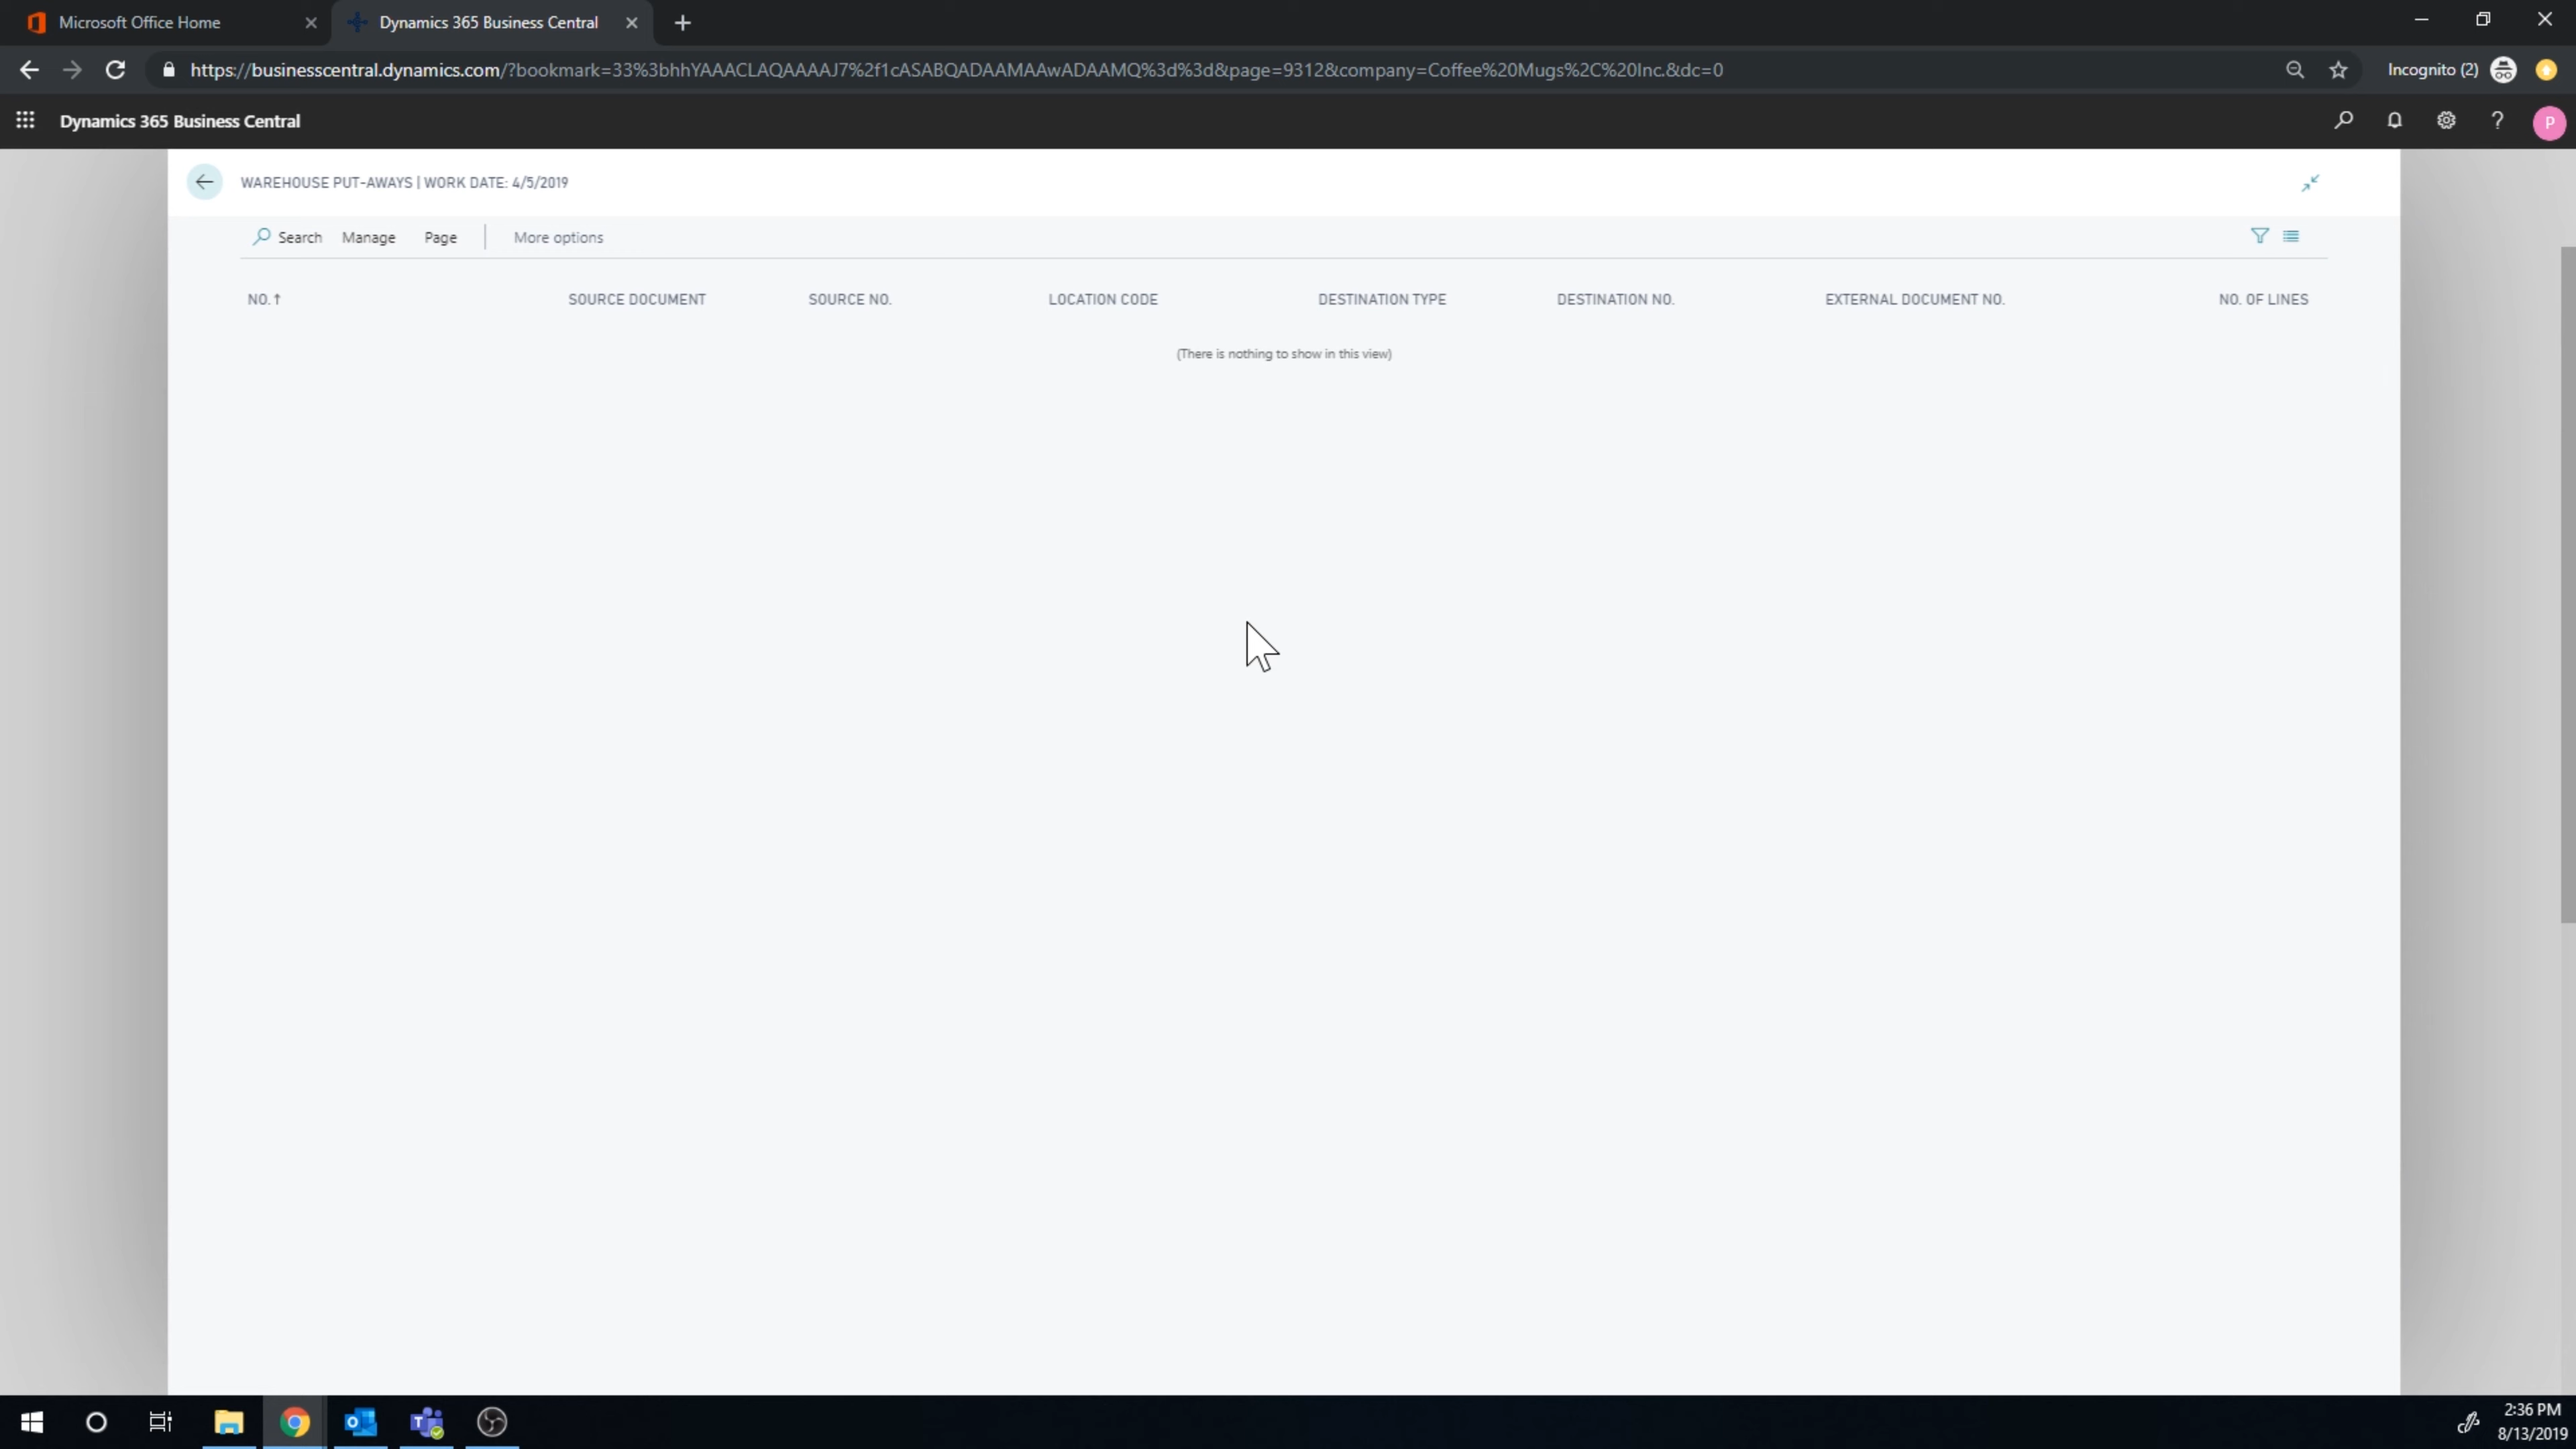 Microsoft Office Home
Dynamics 365 Business Central
https://businesscentral.dynamics.com/?bookmark=33%3bhhYAAACLAQAAAAJ7%2f1cASABQADAAMAAwADAAMQ%3d%3d&page=9312&company=Coffee%20Mugs%2C%20Inc.&dc=0
Incognito (2)
Dynamics 365 Business Central
?
P
WAREHOUSE PUT-AWAYS | WORK DATE: 4/5/2019
Search Manage Page More options
NO. ↑ SOURCE DOCUMENT SOURCE NO. LOCATION CODE DESTINATION TYPE DESTINATION NO. EXTERNAL DOCUMENT NO. NO. OF LINES
(There is nothing to show in this view)
2:36 PM
8/13/2019